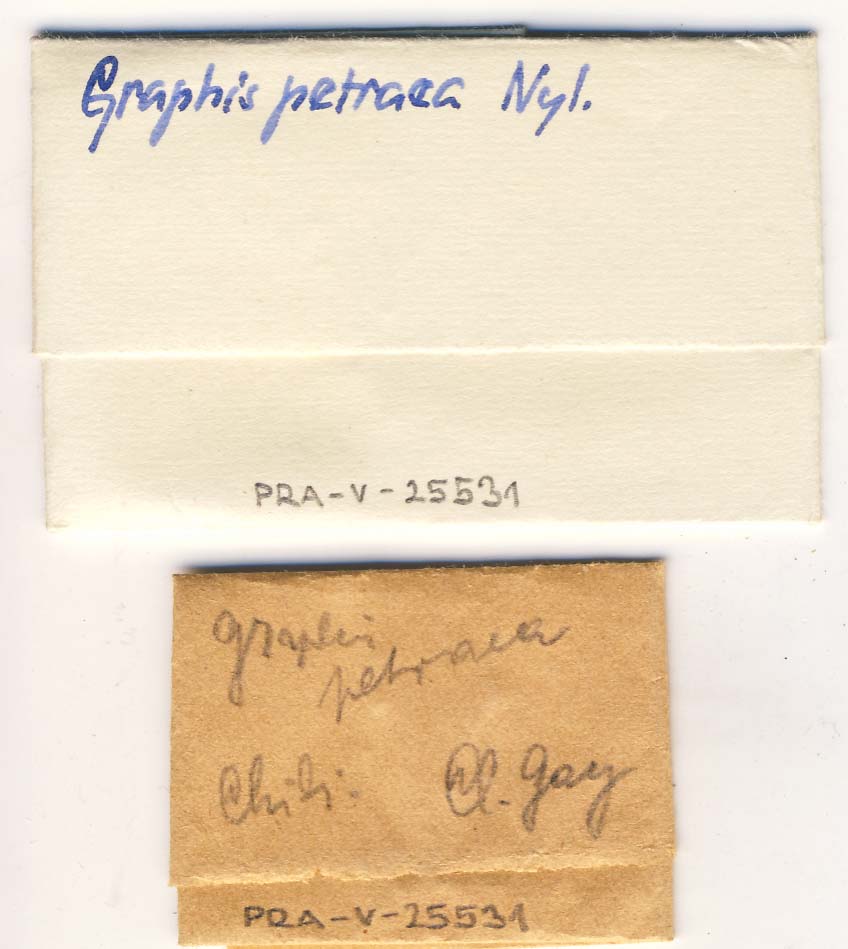 Graphis petraea Nyl.
PRA-V-25531
Graphis
petraea
Chili. Cl. Gay
PRA-V-25531